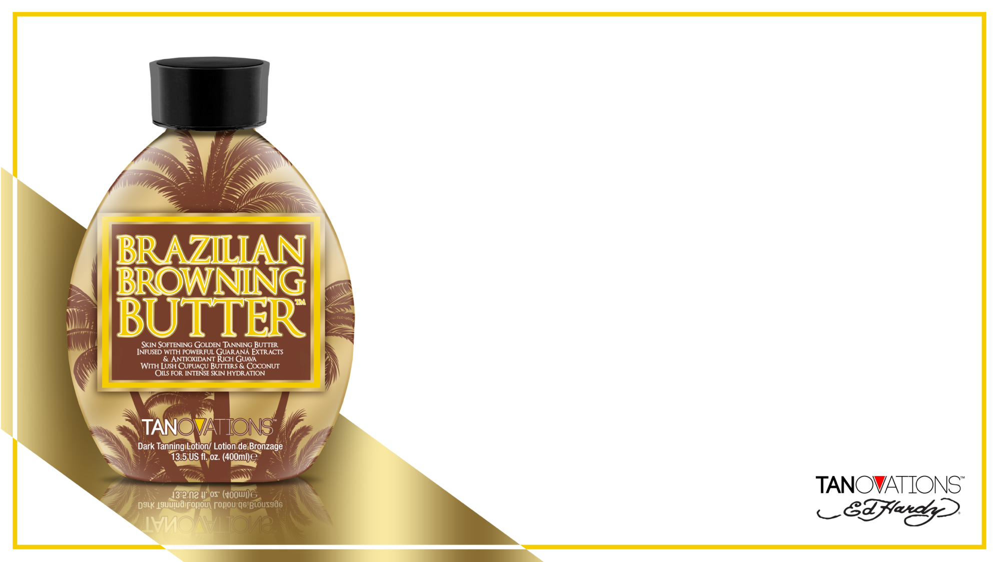 BRAZILIAN
BROWNING
BUTTER™
Skin Softening Golden Tanning Butter
Infused with powerful Guaraná Extracts
& Antioxidant Rich Guava
With Lush Cupuaçu Butters & Coconut
Oils for intense skin hydration
TANOVATIONS™
Dark Tanning Lotion/ Lotion de Bronzage
13.5 US fl. oz. (400ml)℮
TANOVATIONS™
Ed Hardy®